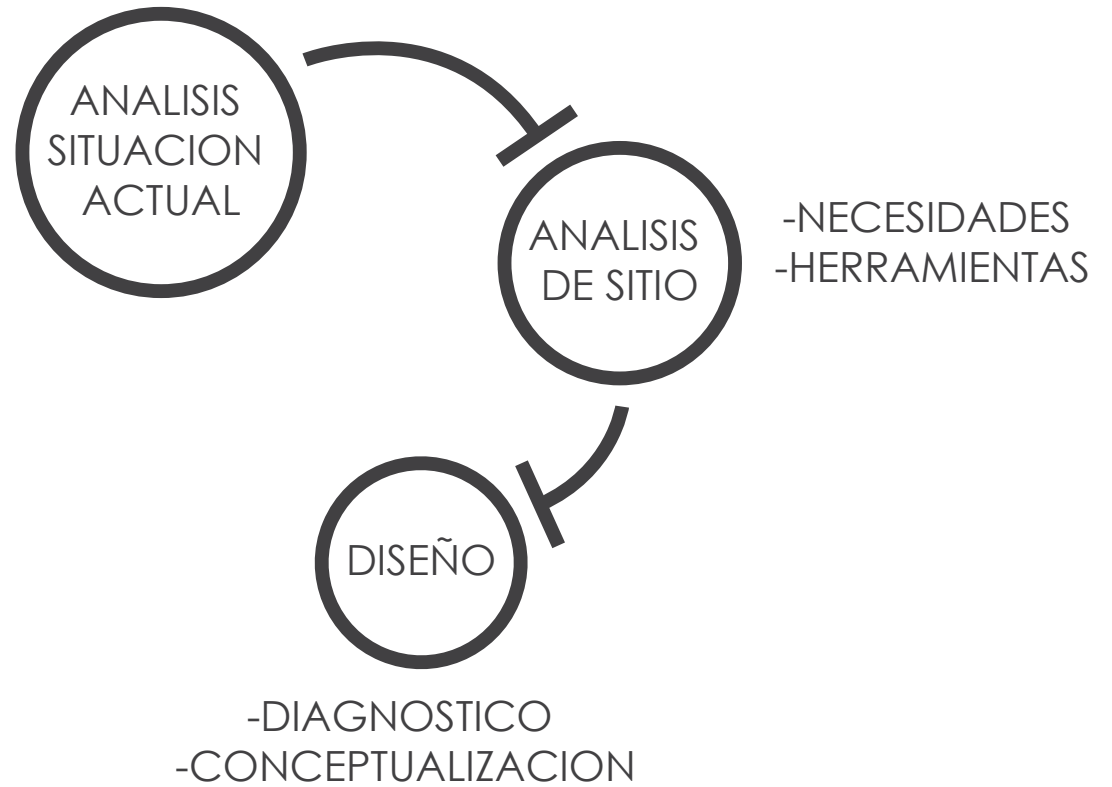 ANALISIS
SITUACION
ACTUAL
ANALISIS
DE SITIO
-NECESIDADES
-HERRAMIENTAS
DISEÑO
-DIAGNOSTICO
-CONCEPTUALIZACION